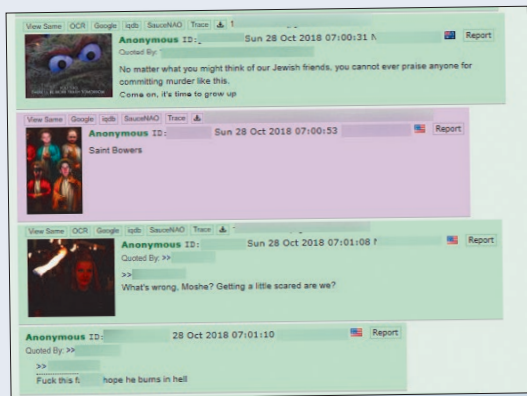 View Same OCR Google iqdb SauceNAO Trace 1
Anonymous ID: Sun 28 Oct 2018 07:00:31 Report
Quoted By:
No matter what you might think of our Jewish friends, you cannot ever praise anyone for
committing murder like this.
Come on, it's time to grow up
View Same Google iqdb SauceNAO Trace
Anonymous ID: Sun 28 Oct 2018 07:00:53 Report
Saint Bowers
View Same OCR Google iqdb SauceNAO Trace
Anonymous ID: Sun 28 Oct 2018 07:01:08 Report
Quoted By: >>
>>
What's wrong, Moshe? Getting a little scared are we?
Anonymous ID: 28 Oct 2018 07:01:10 Report
Quoted By: >>
>>
Fuck this hope he burns in hell